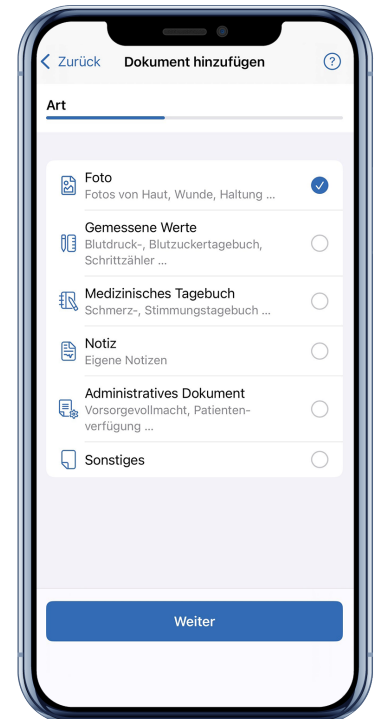 Zurück Dokument hinzufügen ?
Art
Foto
Fotos von Haut, Wunde, Haltung ...
Gemessene Werte
Blutdruck-, Blutzuckertagebuch,
Schrittzähler ...
Medizinisches Tagebuch
Schmerz-, Stimmungstagebuch ...
Notiz
Eigene Notizen
Administratives Dokument
Vorsorgevollmacht, Patienten-
verfügung ...
Sonstiges
Weiter